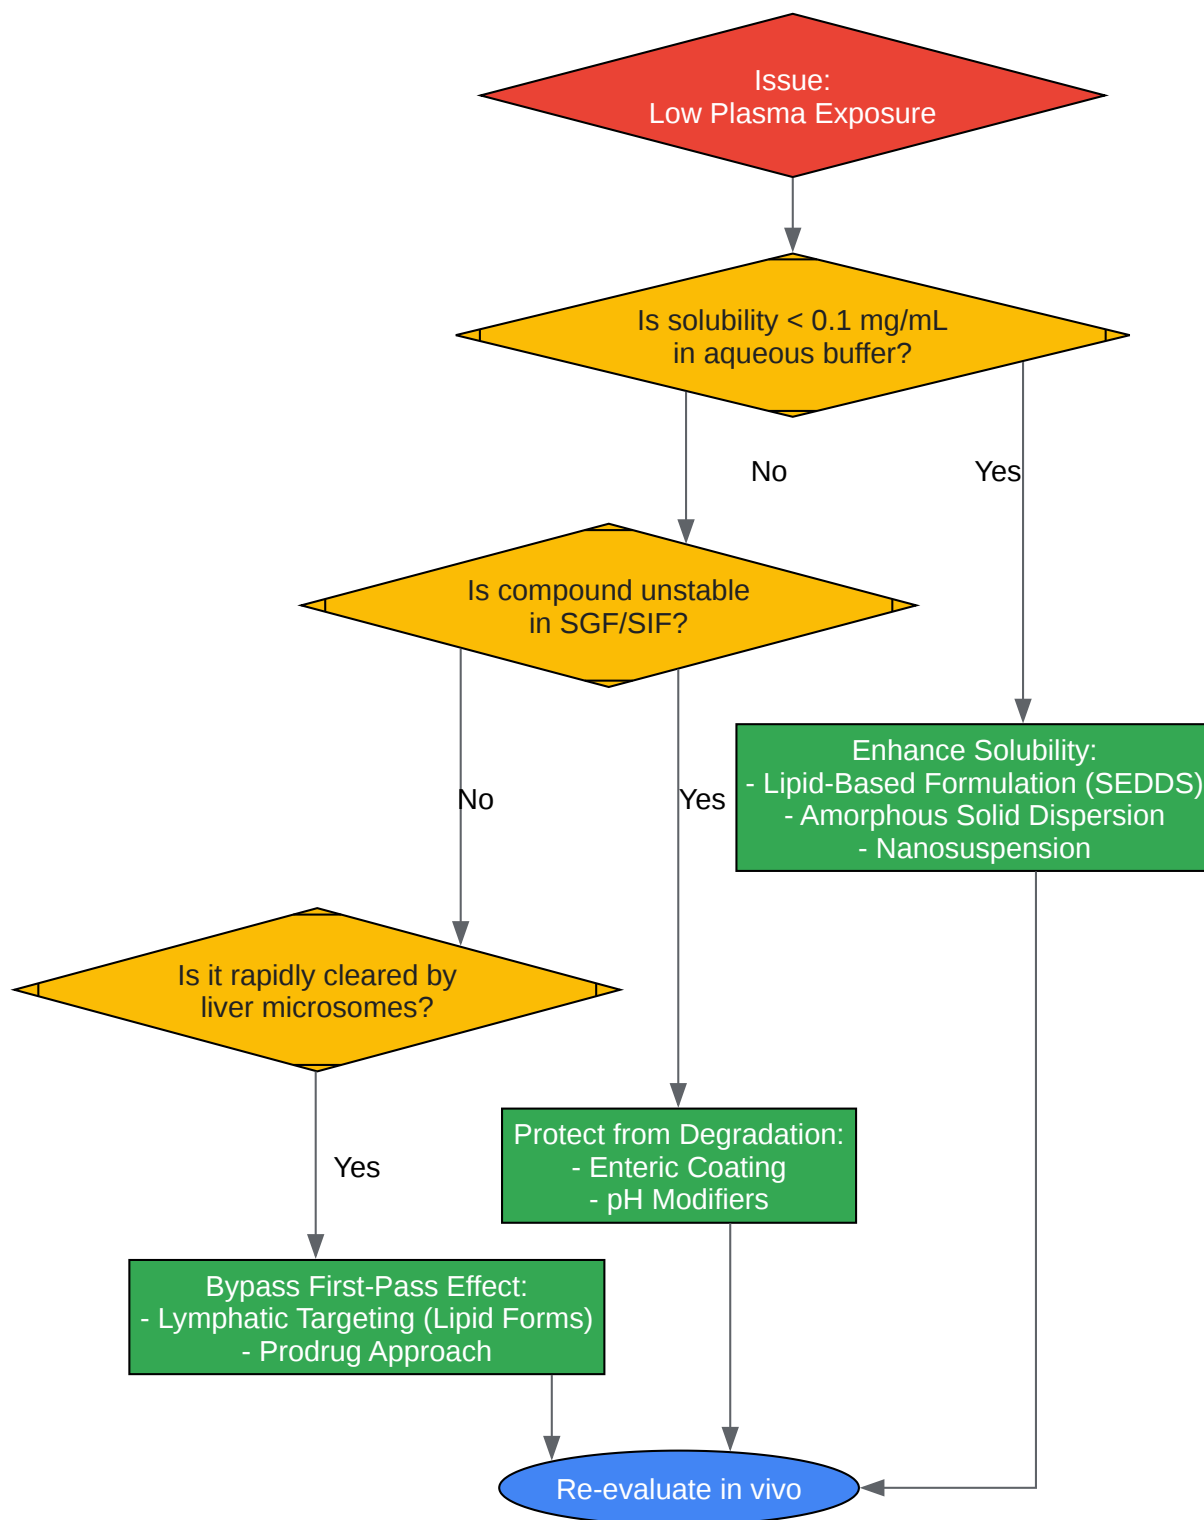 Issue:
Low Plasma Exposure
Is solubility < 0.1 mg/mL
in aqueous buffer?
No
Yes
Is compound unstable
in SGF/SIF?
Enhance Solubility:
- Lipid-Based Formulation (SEDDS)
- Amorphous Solid Dispersion
- Nanosuspension
No
Yes
Is it rapidly cleared by
liver microsomes?
Protect from Degradation:
- Enteric Coating
- pH Modifiers
Yes
Bypass First-Pass Effect:
- Lymphatic Targeting (Lipid Forms)
- Prodrug Approach
Re-evaluate in vivo